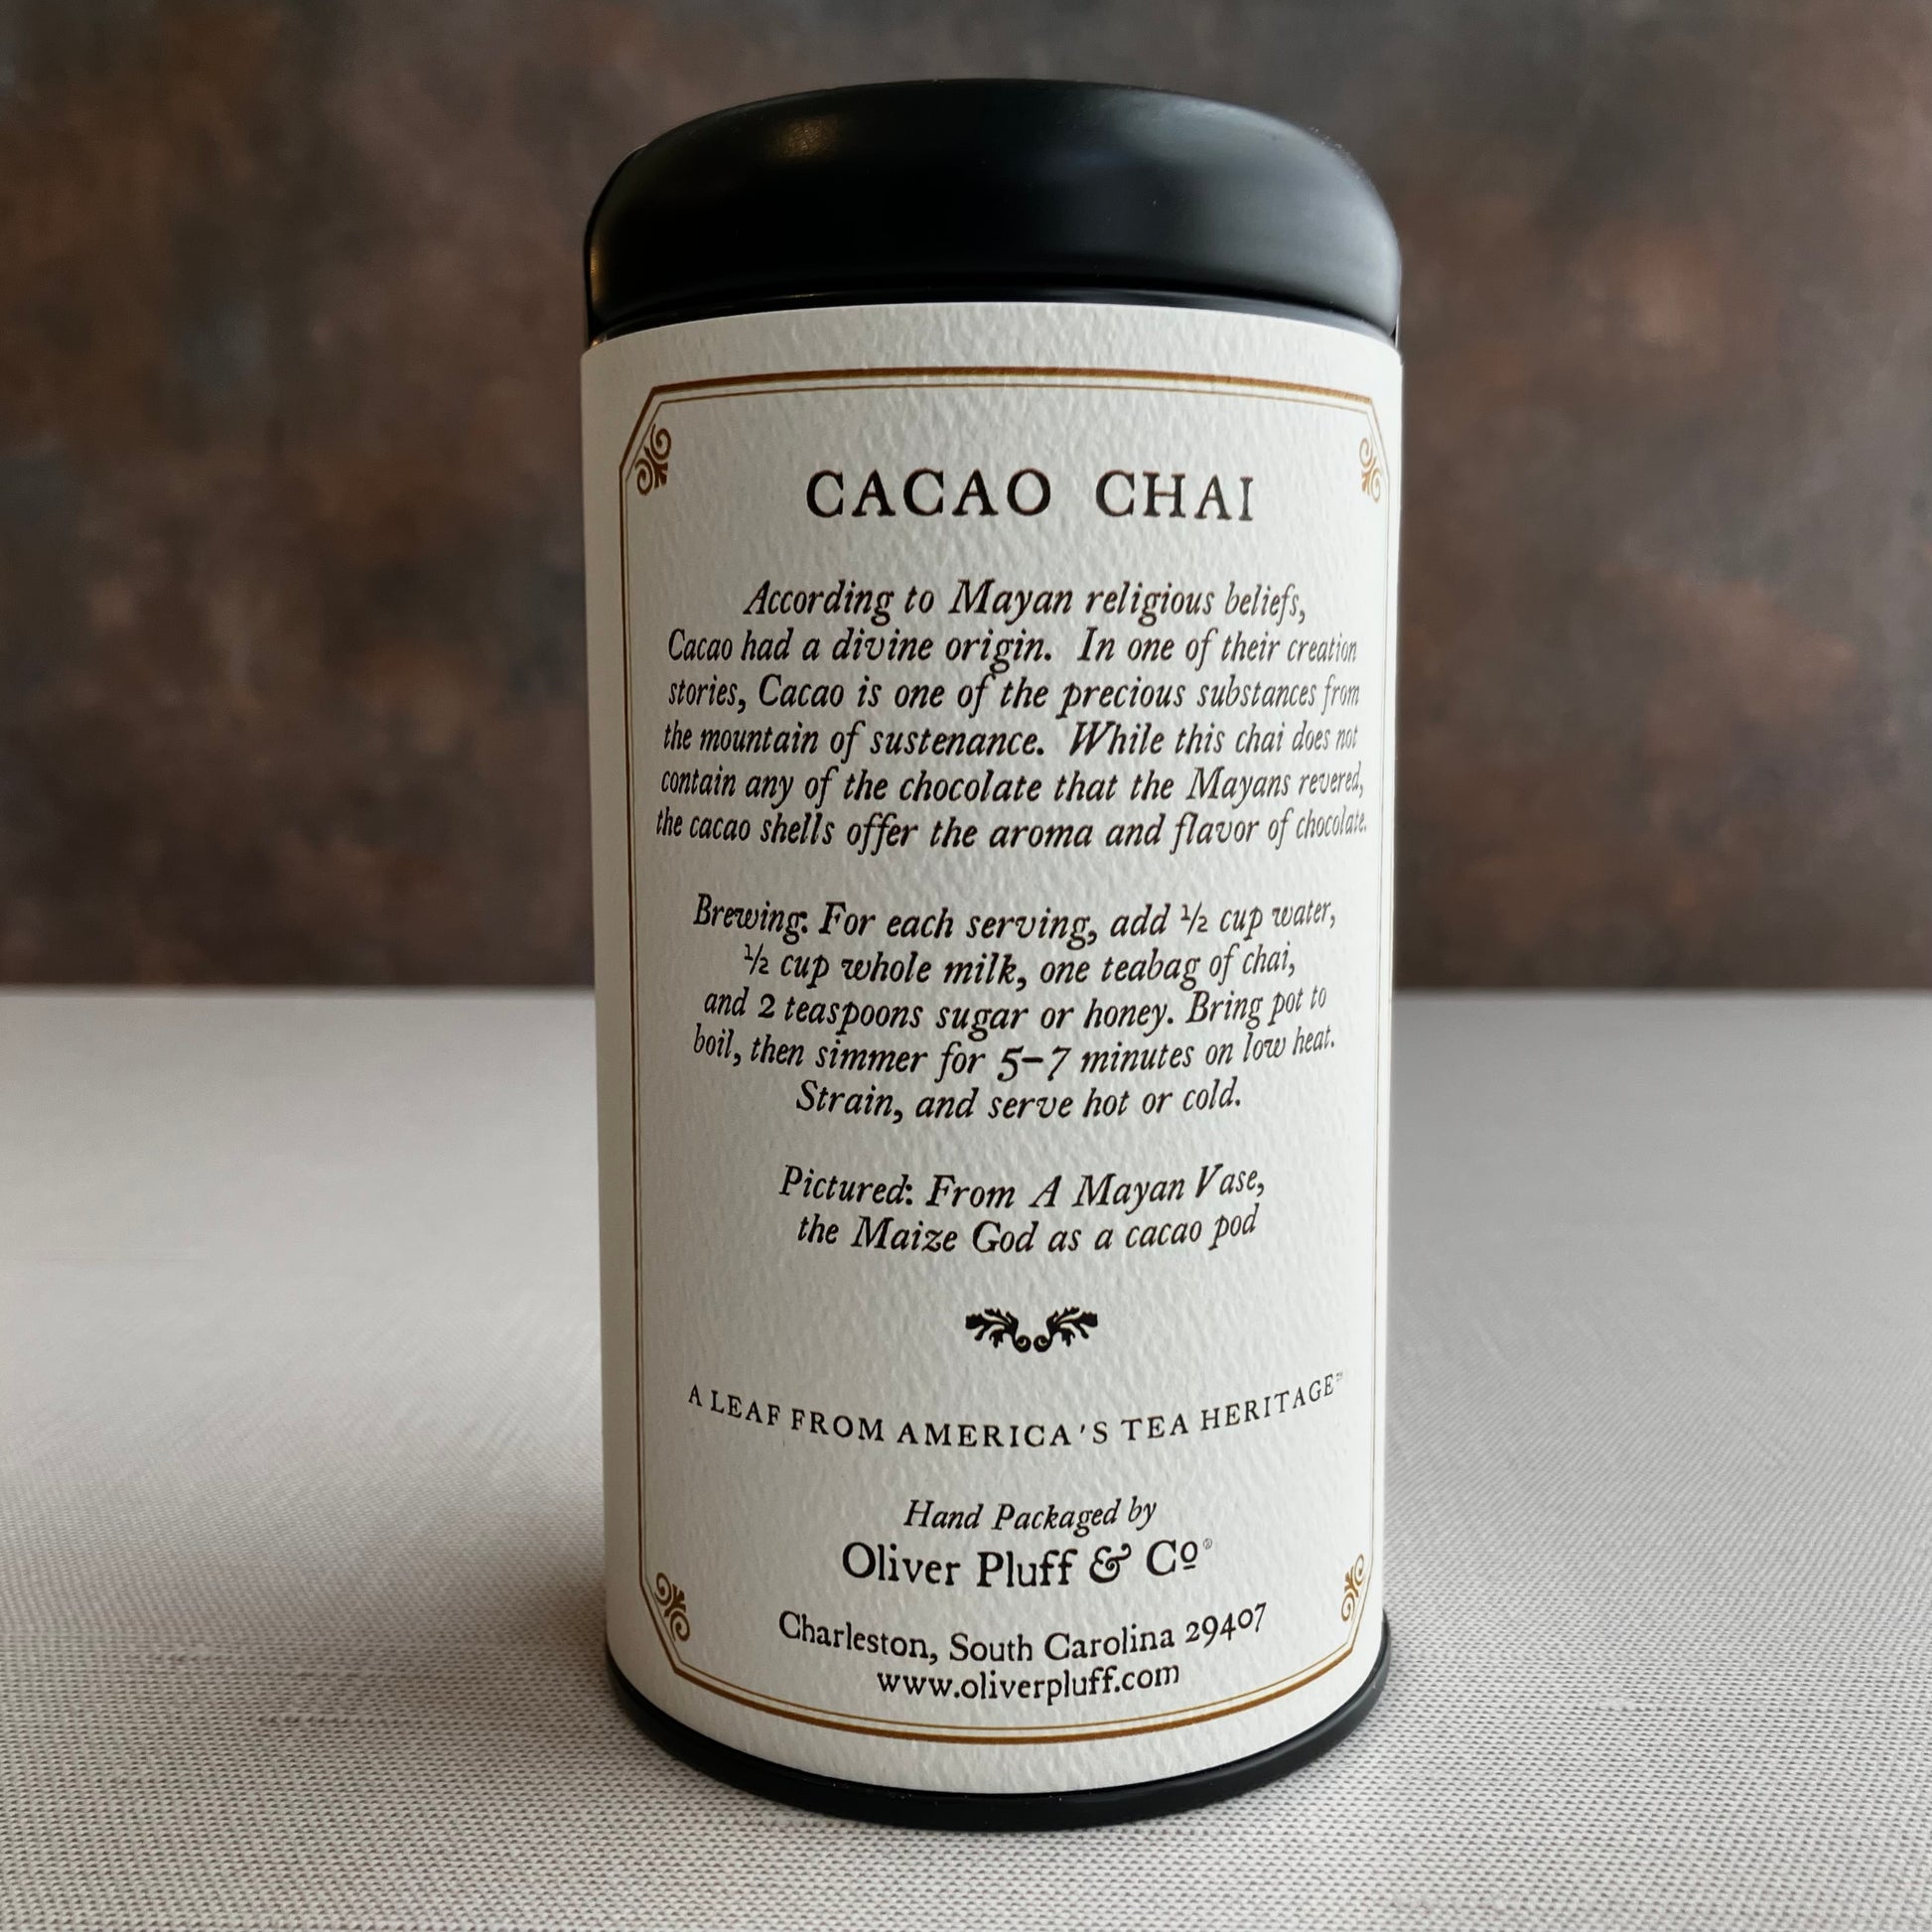 CACAO CHAI
According to Mayan religious beliefs,
Cacao had a divine origin. In one of their creation
stories, Cacao is one of the precious substances from
the mountain of sustenance. While this chai does not
contain any of the chocolate that the Mayans revered,
the cacao shells offer the aroma and flavor of chocolate.
Brewing: For each serving, add ½ cup water,
½ cup whole milk, one teabag of chai,
and 2 teaspoons sugar or honey. Bring pot to
boil, then simmer for 5–7 minutes on low heat.
Strain, and serve hot or cold.
Pictured: From A Mayan Vase,
the Maize God as a cacao pod
A LEAF FROM AMERICA'S TEA HERITAGE™
Hand Packaged by
Oliver Pluff & Cº®
Charleston, South Carolina 29407
www.oliverpluff.com